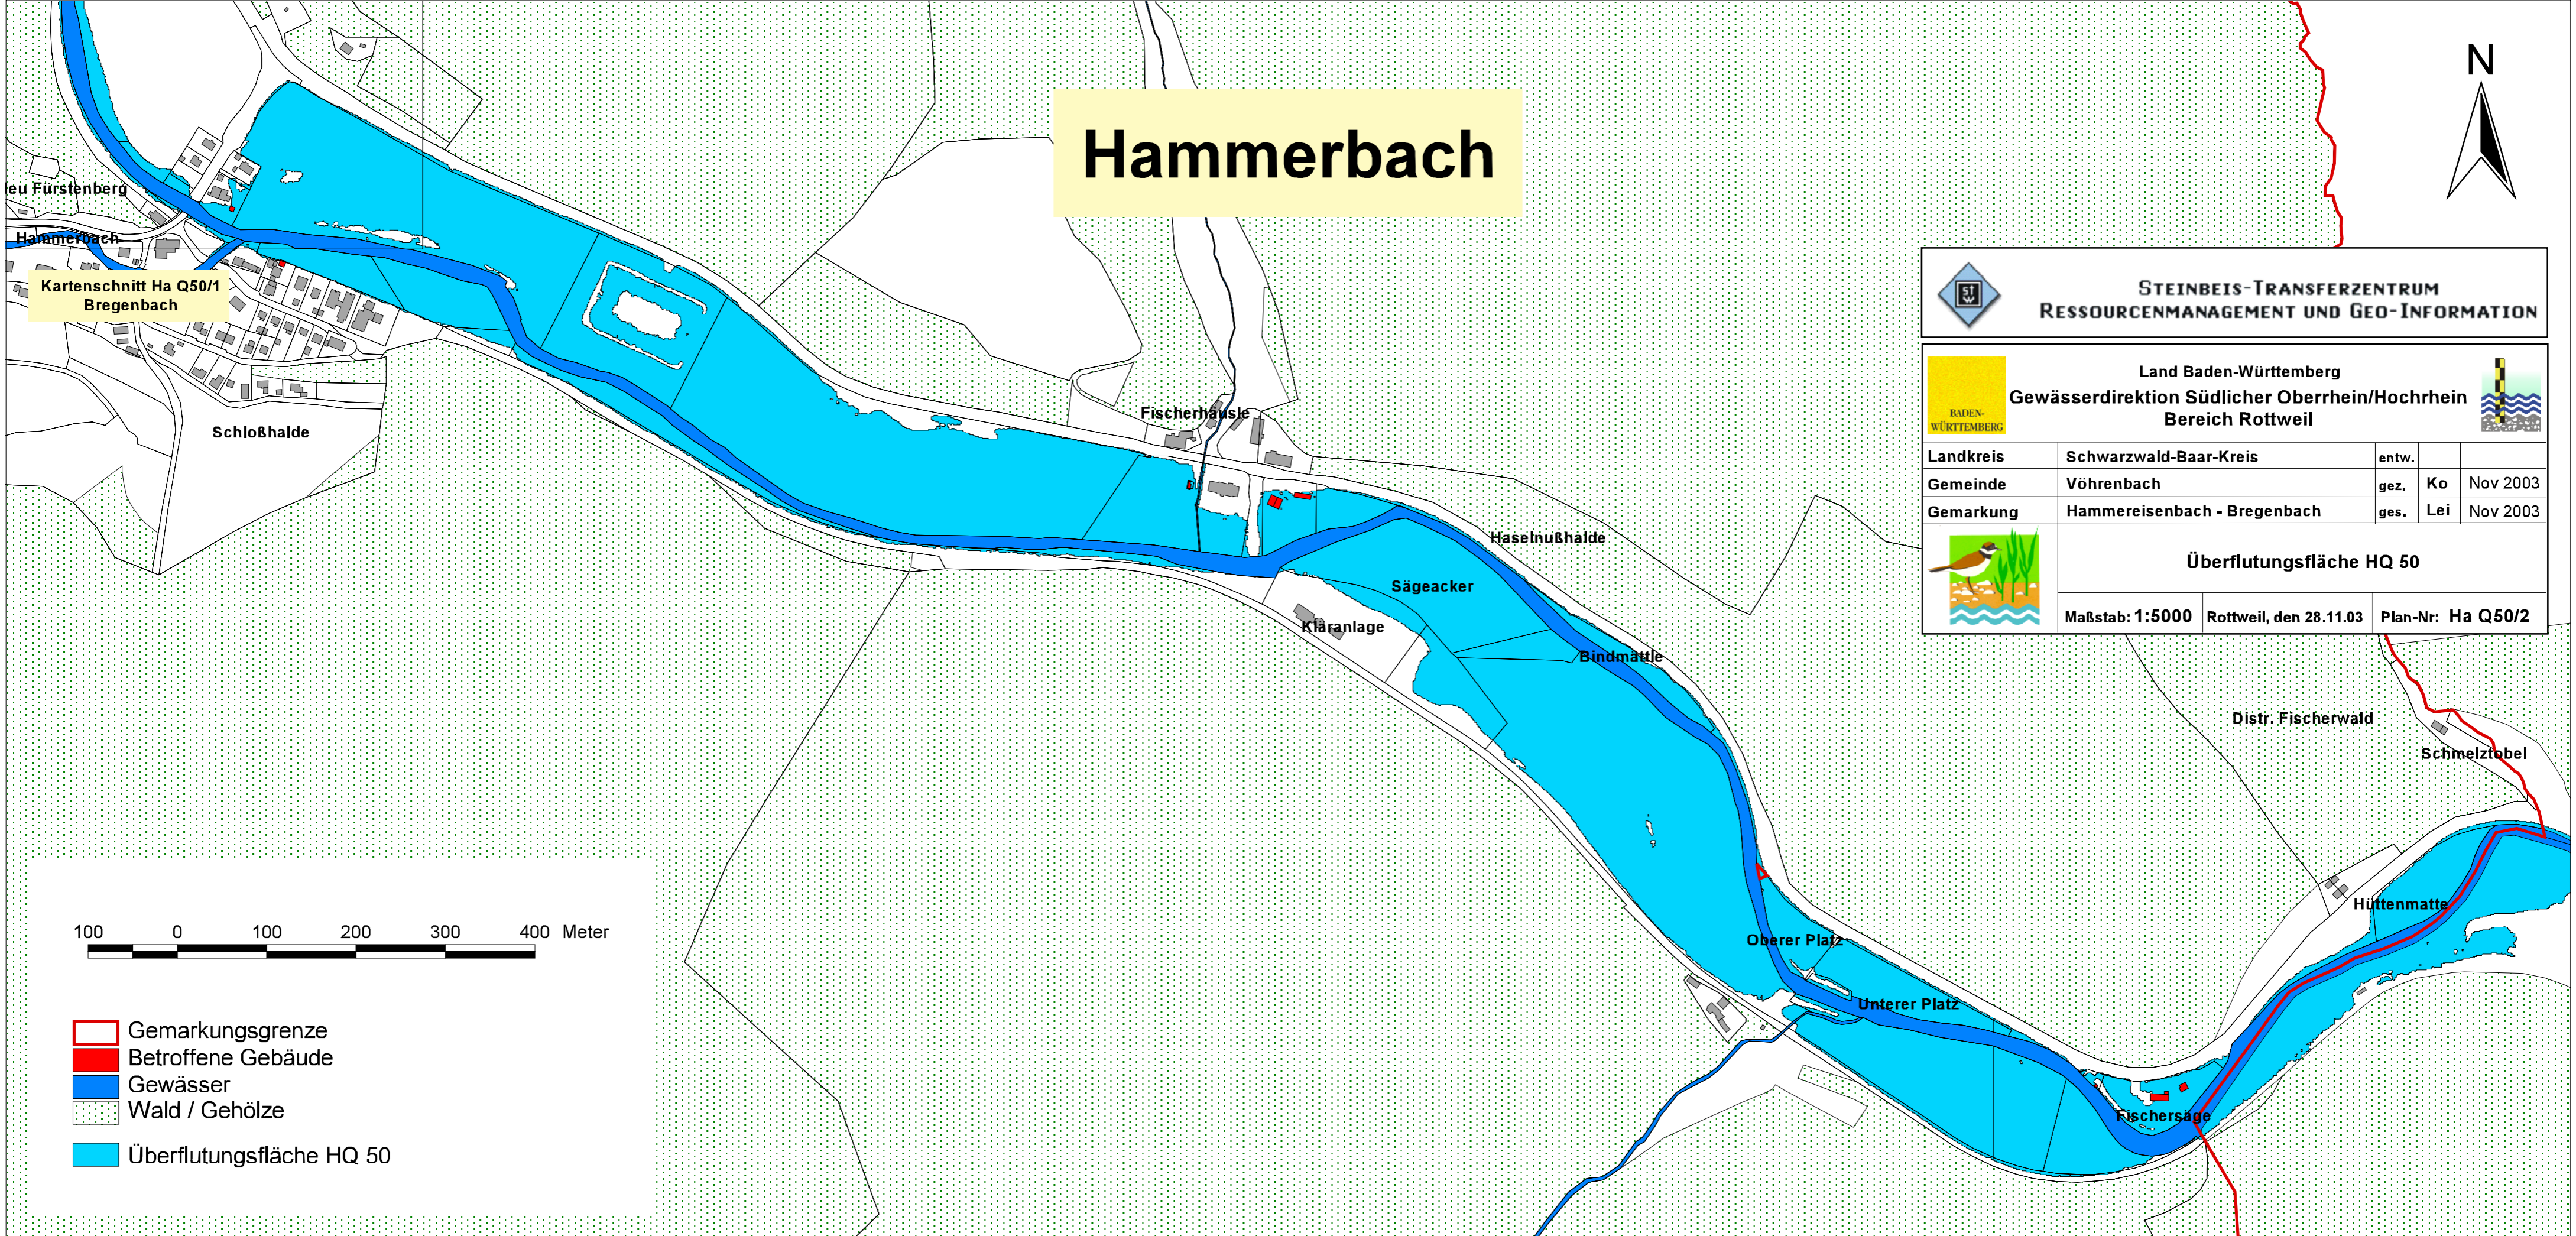 Hammerbach
N
eu Fürstenberg
Hammerbach
Kartenschnitt Ha Q50/1
Bregenbach
Schloßhalde
Fischerhäusle
Haselnußhalde
Sägeacker
Kläranlage
Bindmättle
Distr. Fischerwald
Schmelztobel
Hüttenmatte
Oberer Platz
Unterer Platz
Fischersäge
STEINBEIS-TRANSFERZENTRUM
RESSOURCENMANAGEMENT UND GEO-INFORMATION
St
W
BADEN-
WÜRTTEMBERG
Land Baden-Württemberg
Gewässerdirektion Südlicher Oberrhein/Hochrhein
Bereich Rottweil
Landkreis Schwarzwald-Baar-Kreis entw.
Gemeinde Vöhrenbach gez. Ko Nov 2003
Gemarkung Hammereisenbach - Bregenbach ges. Lei Nov 2003
Überflutungsfläche HQ 50
Maßstab: 1:5000 Rottweil, den 28.11.03 Plan-Nr: Ha Q50/2
100 0 100 200 300 400 Meter
Gemarkungsgrenze
Betroffene Gebäude
Gewässer
Wald / Gehölze
Überflutungsfläche HQ 50